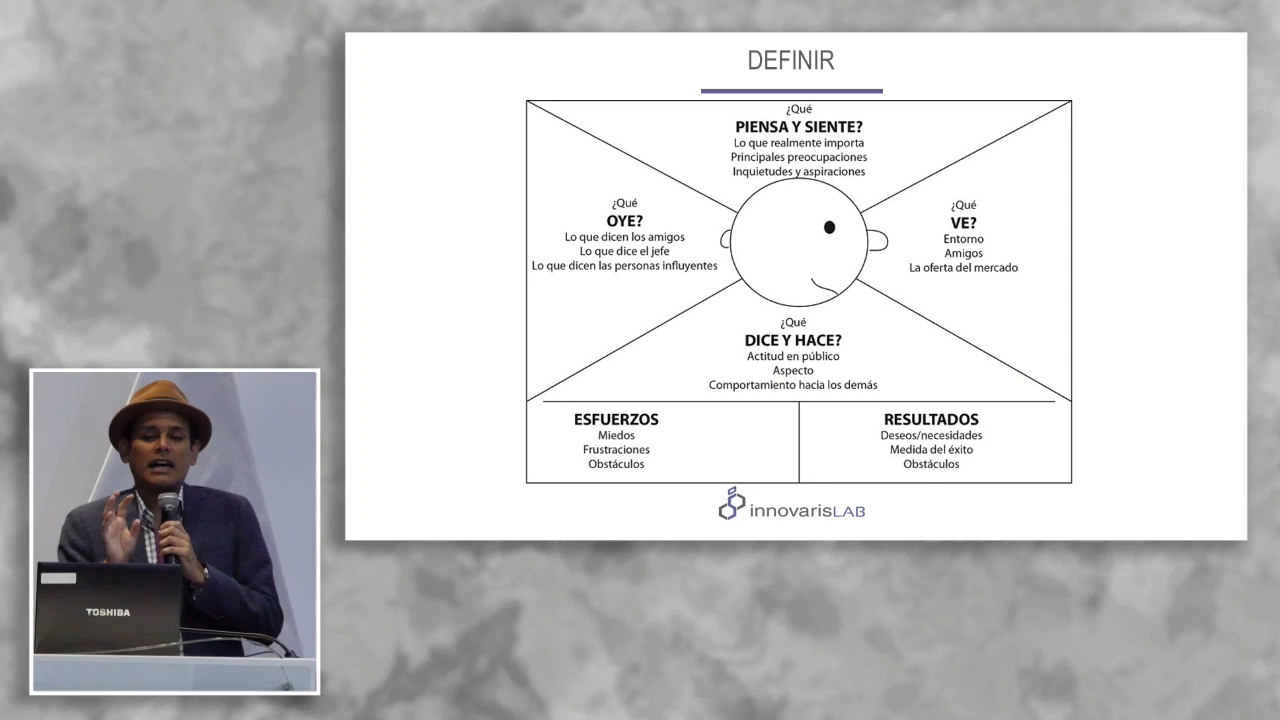 DEFINIR
¿Qué
PIENSA Y SIENTE?
Lo que realmente importa
Principales preocupaciones
Inquietudes y aspiraciones
¿Qué
OYE?
Lo que dicen los amigos
Lo que dice el jefe
Lo que dicen las personas influyentes
¿Qué
VE?
Entorno
Amigos
La oferta del mercado
¿Qué
DICE Y HACE?
Actitud en público
Aspecto
Comportamiento hacia los demás
ESFUERZOS
Miedos
Frustraciones
Obstáculos
RESULTADOS
Deseos/necesidades
Medida del éxito
Obstáculos
innovarisLAB
TOSHIBA